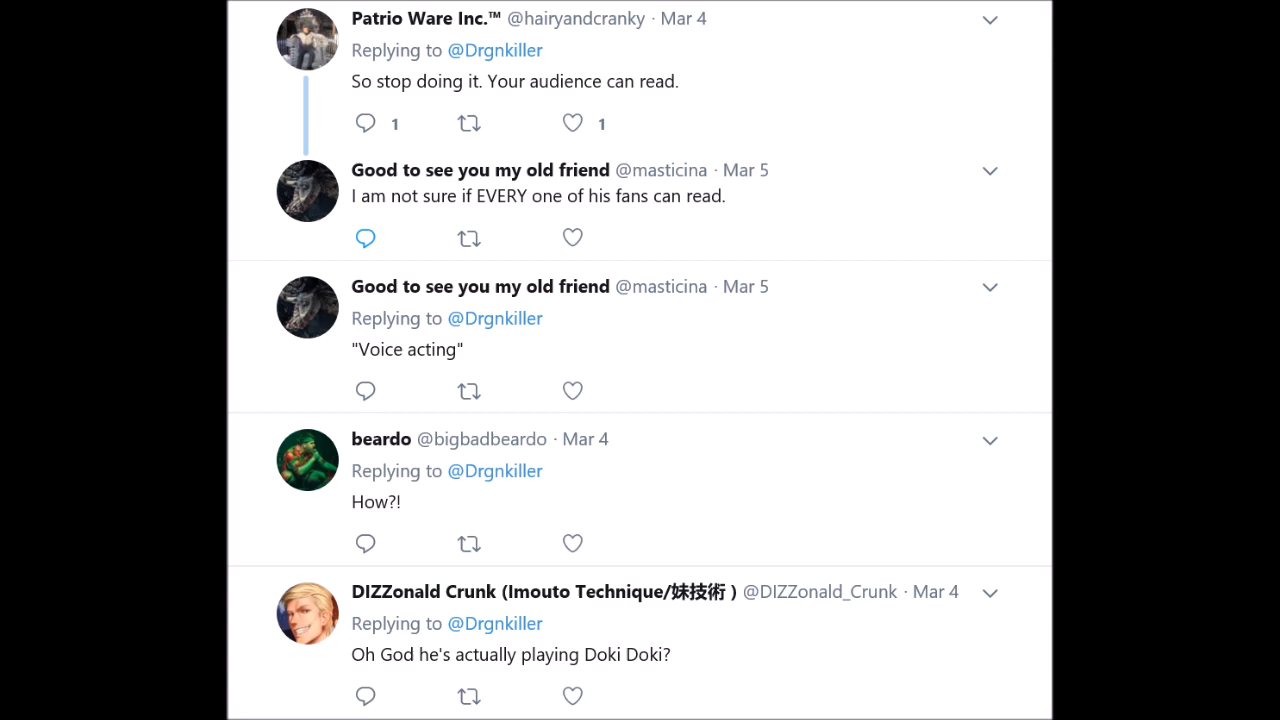 Patrio Ware Inc.™ @hairyandcranky · Mar 4
Replying to @Drgnkiller
So stop doing it. Your audience can read.
1 1
Good to see you my old friend @masticina · Mar 5
I am not sure if EVERY one of his fans can read.
Good to see you my old friend @masticina · Mar 5
Replying to @Drgnkiller
"Voice acting"
beardo @bigbadbeardo · Mar 4
Replying to @Drgnkiller
How?!
DIZZonald Crunk (Imouto Technique/妹技術 ) @DIZZonald_Crunk · Mar 4
Replying to @Drgnkiller
Oh God he's actually playing Doki Doki?